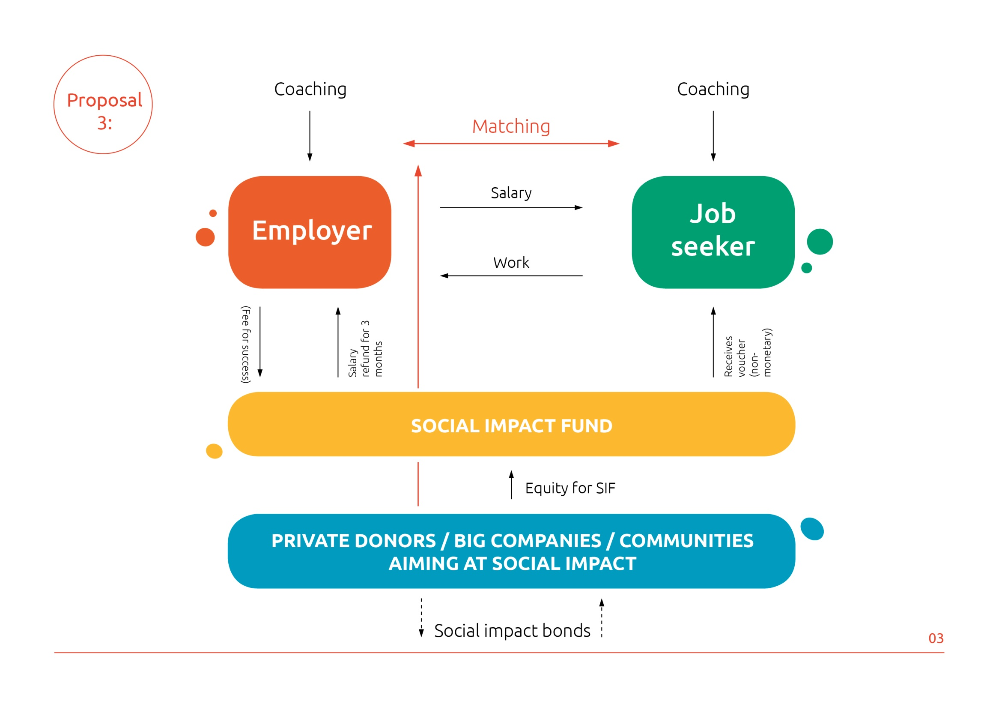 Proposal
3:
Coaching
Coaching
Matching
Employer
Salary
Work
Job
seeker
(Fee for success)
Salary
refund for 3
months
Receives
voucher
(non-
monetary)
SOCIAL IMPACT FUND
Equity for SIF
PRIVATE DONORS / BIG COMPANIES / COMMUNITIES
AIMING AT SOCIAL IMPACT
Social impact bonds
03